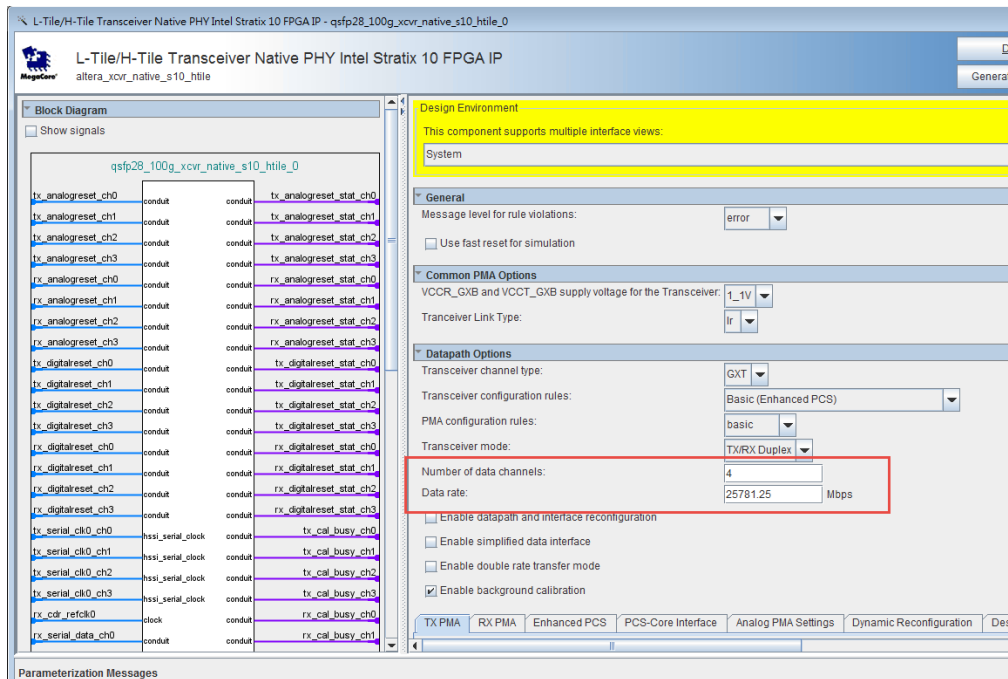 L-Tile/H-Tile Transceiver Native PHY Intel Stratix 10 FPGA IP - qsfp28_100g_xcvr_native_s10_htile_0
MegaCore'
L-Tile/H-Tile Transceiver Native PHY Intel Stratix 10 FPGA IP
altera_xcvr_native_s10_htile
D
Generat
Block Diagram
Show signals
qsfp28_100g_xcvr_native_s10_htile_0
tx_analogreset_ch0 conduit conduit tx_analogreset_stat_ch0
tx_analogreset_ch1 conduit conduit tx_analogreset_stat_ch1
tx_analogreset_ch2 conduit conduit tx_analogreset_stat_ch2
tx_analogreset_ch3 conduit conduit tx_analogreset_stat_ch3
rx_analogreset_ch0 conduit conduit rx_analogreset_stat_ch0
rx_analogreset_ch1 conduit conduit rx_analogreset_stat_ch1
rx_analogreset_ch2 conduit conduit rx_analogreset_stat_ch2
rx_analogreset_ch3 conduit conduit rx_analogreset_stat_ch3
tx_digitalreset_ch0 conduit conduit tx_digitalreset_stat_ch0
tx_digitalreset_ch1 conduit conduit tx_digitalreset_stat_ch1
tx_digitalreset_ch2 conduit conduit tx_digitalreset_stat_ch2
tx_digitalreset_ch3 conduit conduit tx_digitalreset_stat_ch3
rx_digitalreset_ch0 conduit conduit rx_digitalreset_stat_ch0
rx_digitalreset_ch1 conduit conduit rx_digitalreset_stat_ch1
rx_digitalreset_ch2 conduit conduit rx_digitalreset_stat_ch2
rx_digitalreset_ch3 conduit conduit rx_digitalreset_stat_ch3
tx_serial_clk0_ch0 hssi_serial_clock conduit tx_cal_busy_ch0
tx_serial_clk0_ch1 hssi_serial_clock conduit tx_cal_busy_ch1
tx_serial_clk0_ch2 hssi_serial_clock conduit tx_cal_busy_ch2
tx_serial_clk0_ch3 hssi_serial_clock conduit tx_cal_busy_ch3
rx_cdr_refclk0 clock conduit rx_cal_busy_ch0
rx_serial_data_ch0 conduit conduit rx_cal_busy_ch1
Design Environment
This component supports multiple interface views:
System
General
Message level for rule violations: error
Use fast reset for simulation
Common PMA Options
VCCR_GXB and VCCT_GXB supply voltage for the Transceiver: 1_1V
Tranceiver Link Type: lr
Datapath Options
Transceiver channel type: GXT
Transceiver configuration rules: Basic (Enhanced PCS)
PMA configuration rules: basic
Transceiver mode: TX/RX Duplex
Number of data channels: 4
Data rate: 25781.25 Mbps
Enable datapath and interface reconfiguration
Enable simplified data interface
Enable double rate transfer mode
Enable background calibration
TX PMA RX PMA Enhanced PCS PCS-Core Interface Analog PMA Settings Dynamic Reconfiguration Des
Parameterization Messages